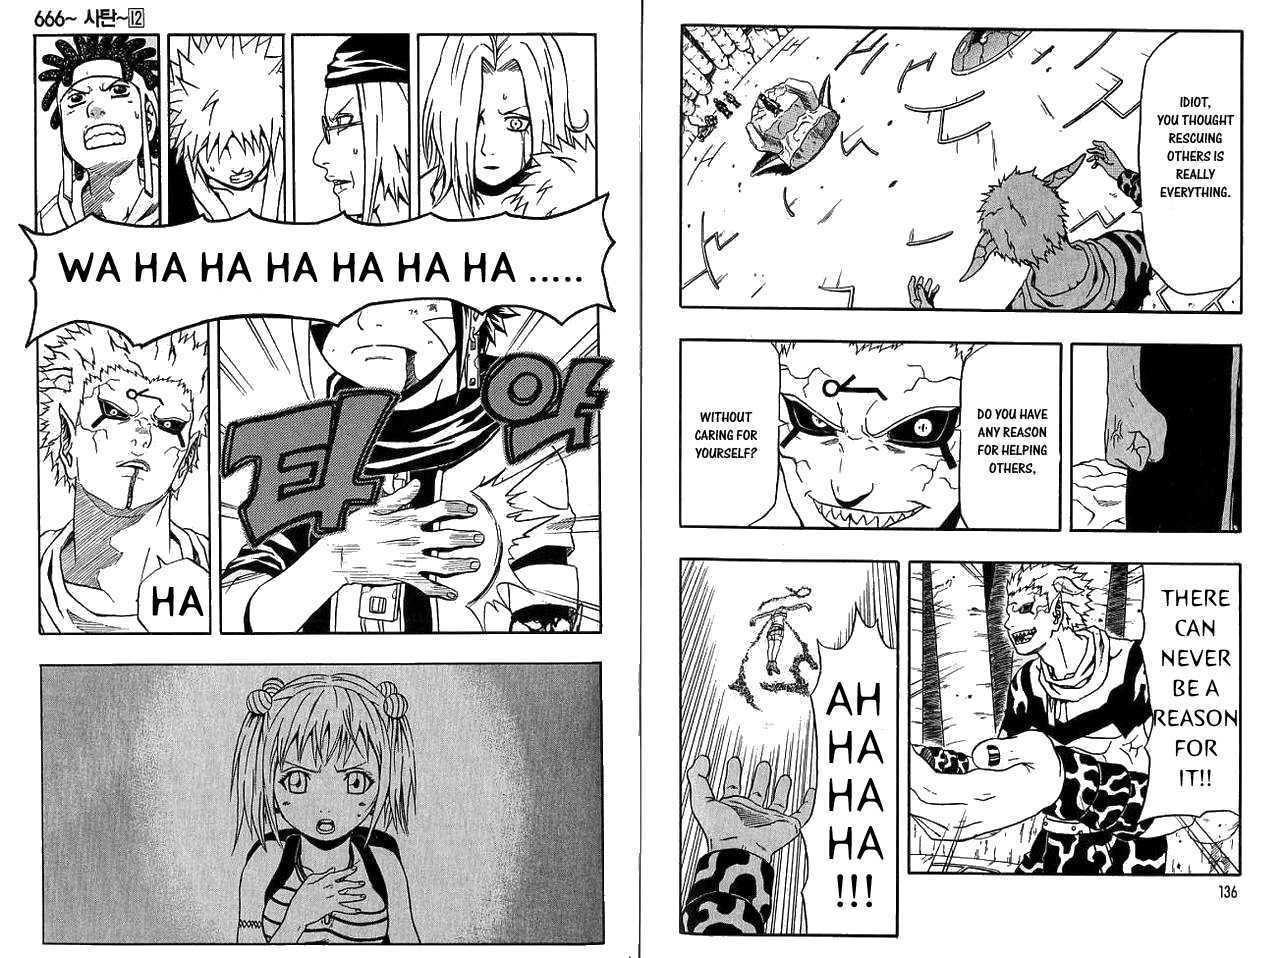 IDIOT,
YOU THOUGHT
RESCUING
OTHERS IS
REALLY
EVERYTHING.
DO YOU HAVE
ANY REASON
FOR HELPING
OTHERS,
WITHOUT
CARING FOR
YOURSELF?
THERE
CAN
NEVER
BE A
REASON
FOR
IT!!
AH
HA
HA
HA
!!!
136
666~ 사탄~12
WA HA HA HA HA HA HA .....
HA
타
악